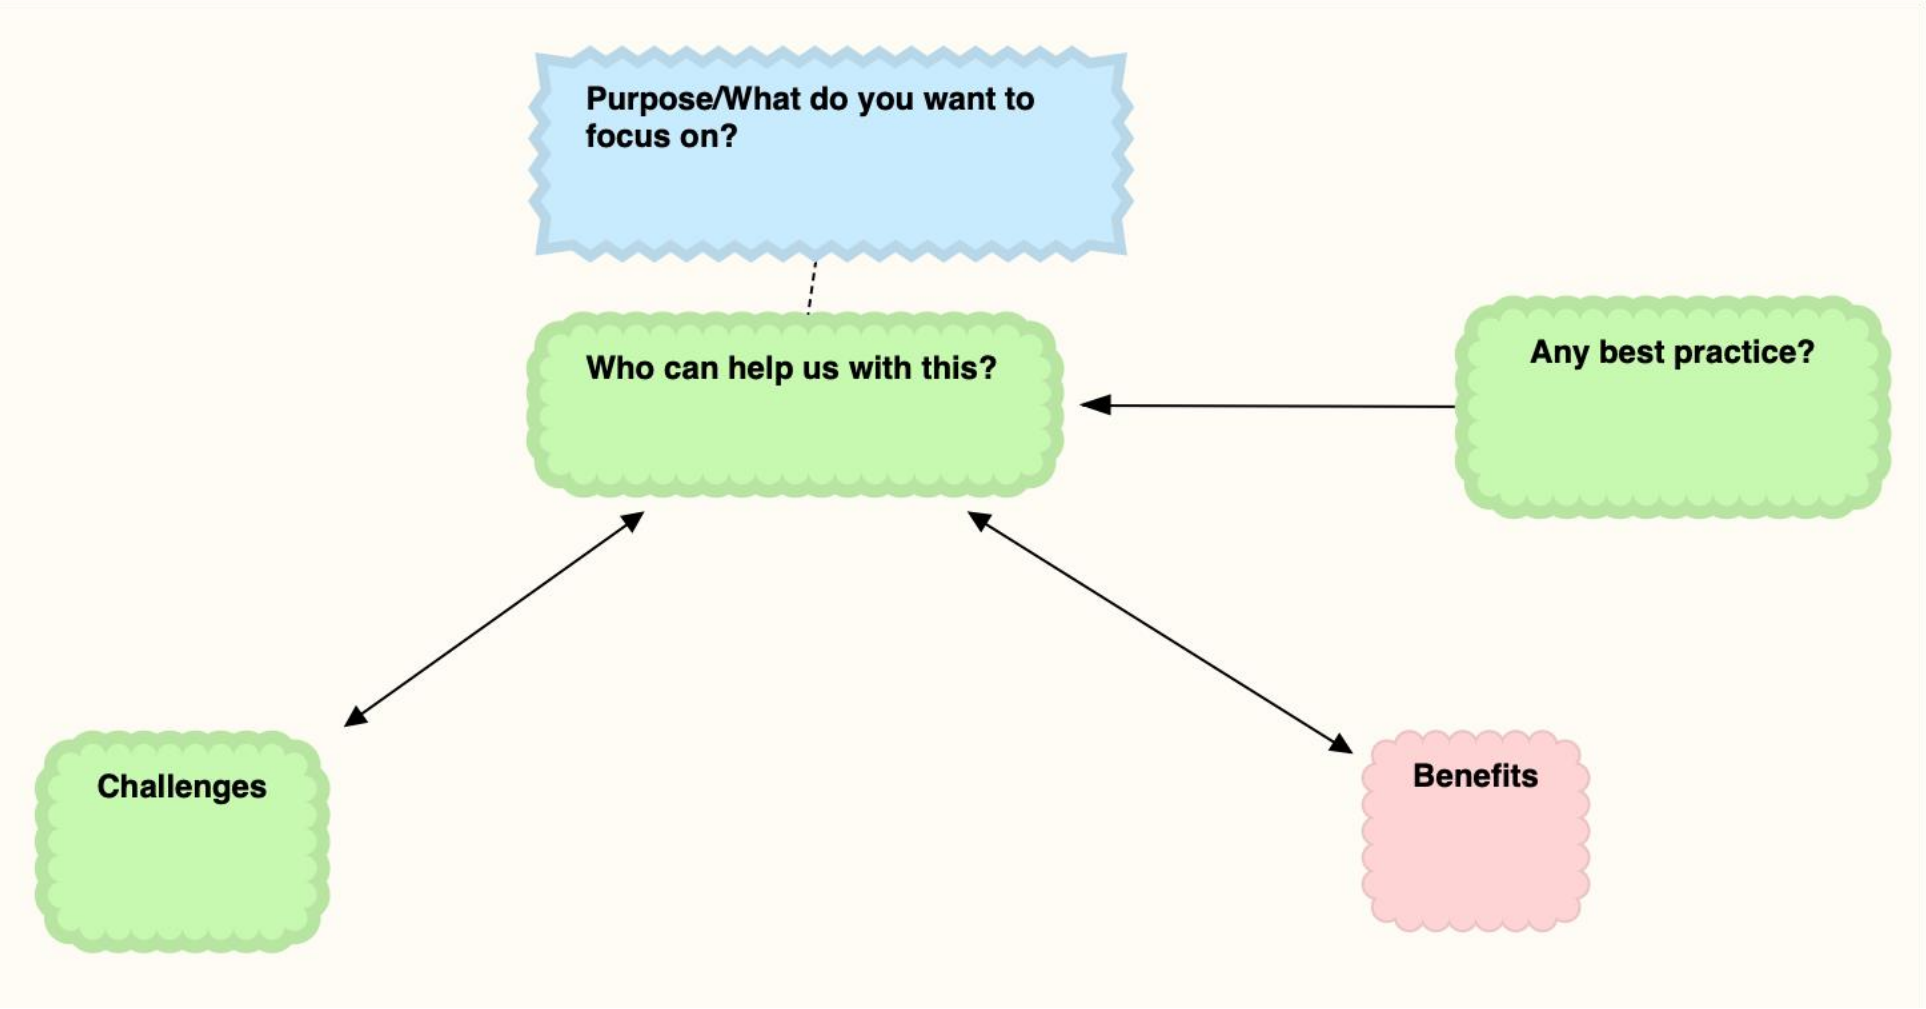 Purpose/What do you want to
focus on?
Who can help us with this?
Any best practice?
Challenges
Benefits